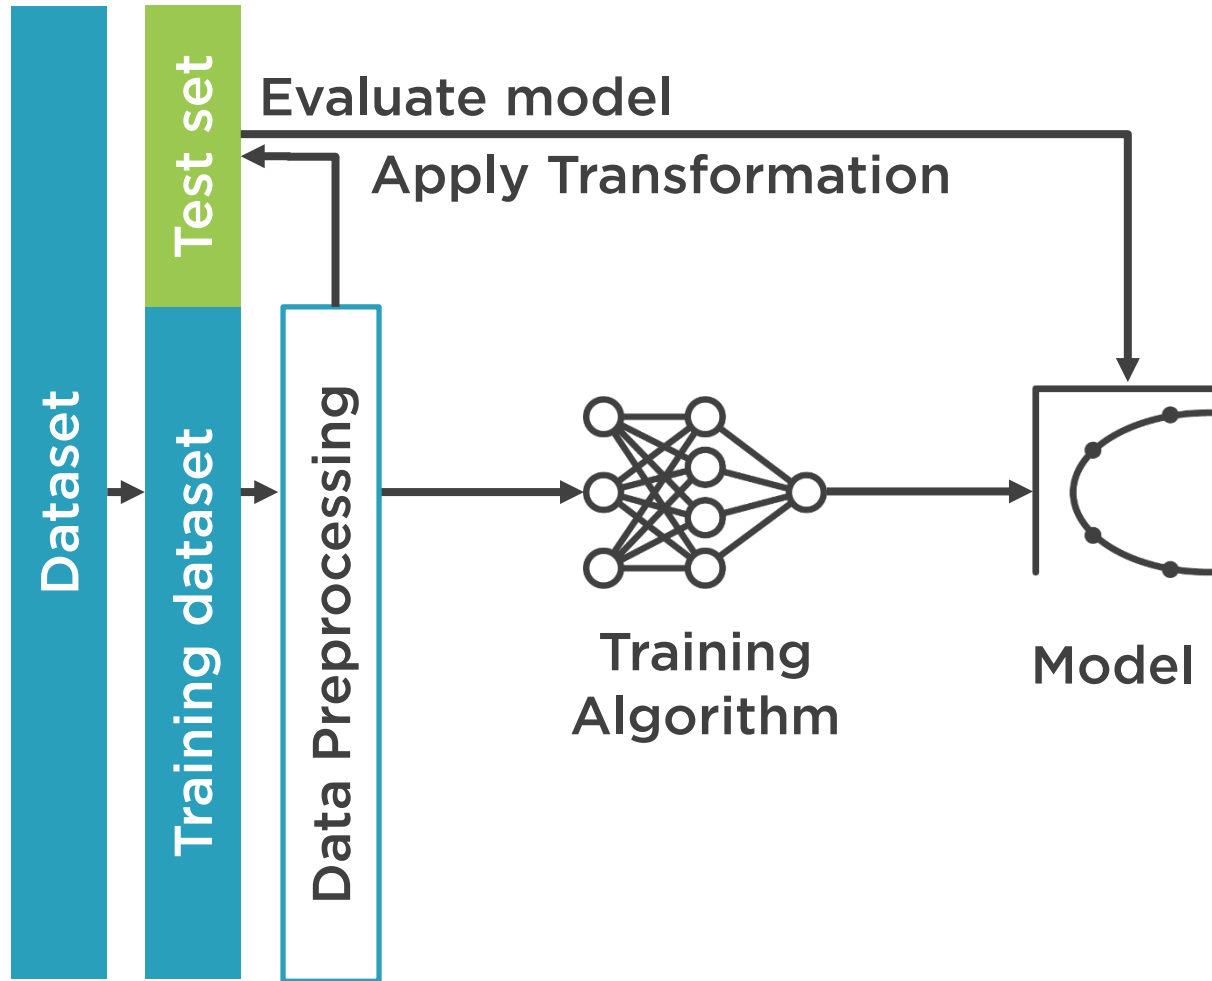 Dataset
Test set
Training dataset
Evaluate model
Apply Transformation
Data Preprocessing
Training
Algorithm
Model